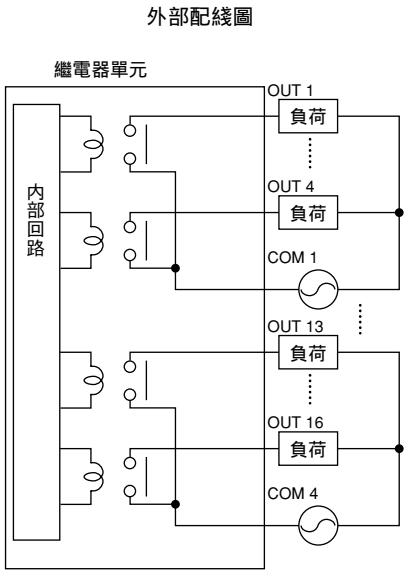 外部配綫圖
繼電器單元
OUT 1
負荷
OUT 4
負荷
COM 1
内部回路
OUT 13
負荷
OUT 16
負荷
COM 4